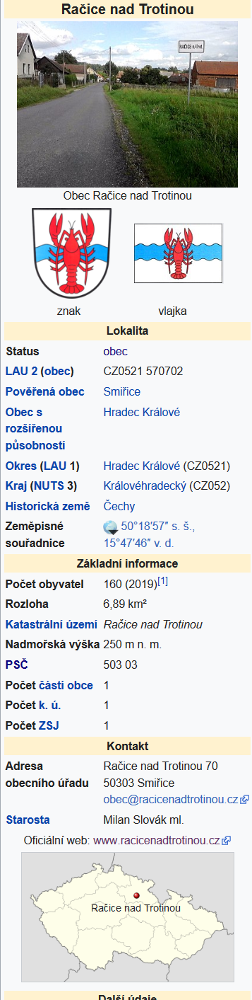 Račice nad Trotinou
RAČICE n/Trot.
Obec Račice nad Trotinou
znak
vlajka
Lokalita
Status obec
LAU 2 (obec) CZ0521 570702
Pověřená obec Smiřice
Obec s rozšířenou působností Hradec Králové
Okres (LAU 1) Hradec Králové (CZ0521)
Kraj (NUTS 3) Královéhradecký (CZ052)
Historická země Čechy
Zeměpisné souřadnice 50°18′57″ s. š.,
15°47′46″ v. d.
Základní informace
Počet obyvatel 160 (2019)[1]
Rozloha 6,89 km²
Katastrální území Račice nad Trotinou
Nadmořská výška 250 m n. m.
PSČ 503 03
Počet částí obce 1
Počet k. ú. 1
Počet ZSJ 1
Kontakt
Adresa obecního úřadu Račice nad Trotinou 70
50303 Smiřice
obec@racicenadtrotinou.cz
Starosta Milan Slovák ml.
Oficiální web: www.racicenadtrotinou.cz
Račice nad Trotinou
Další údaje